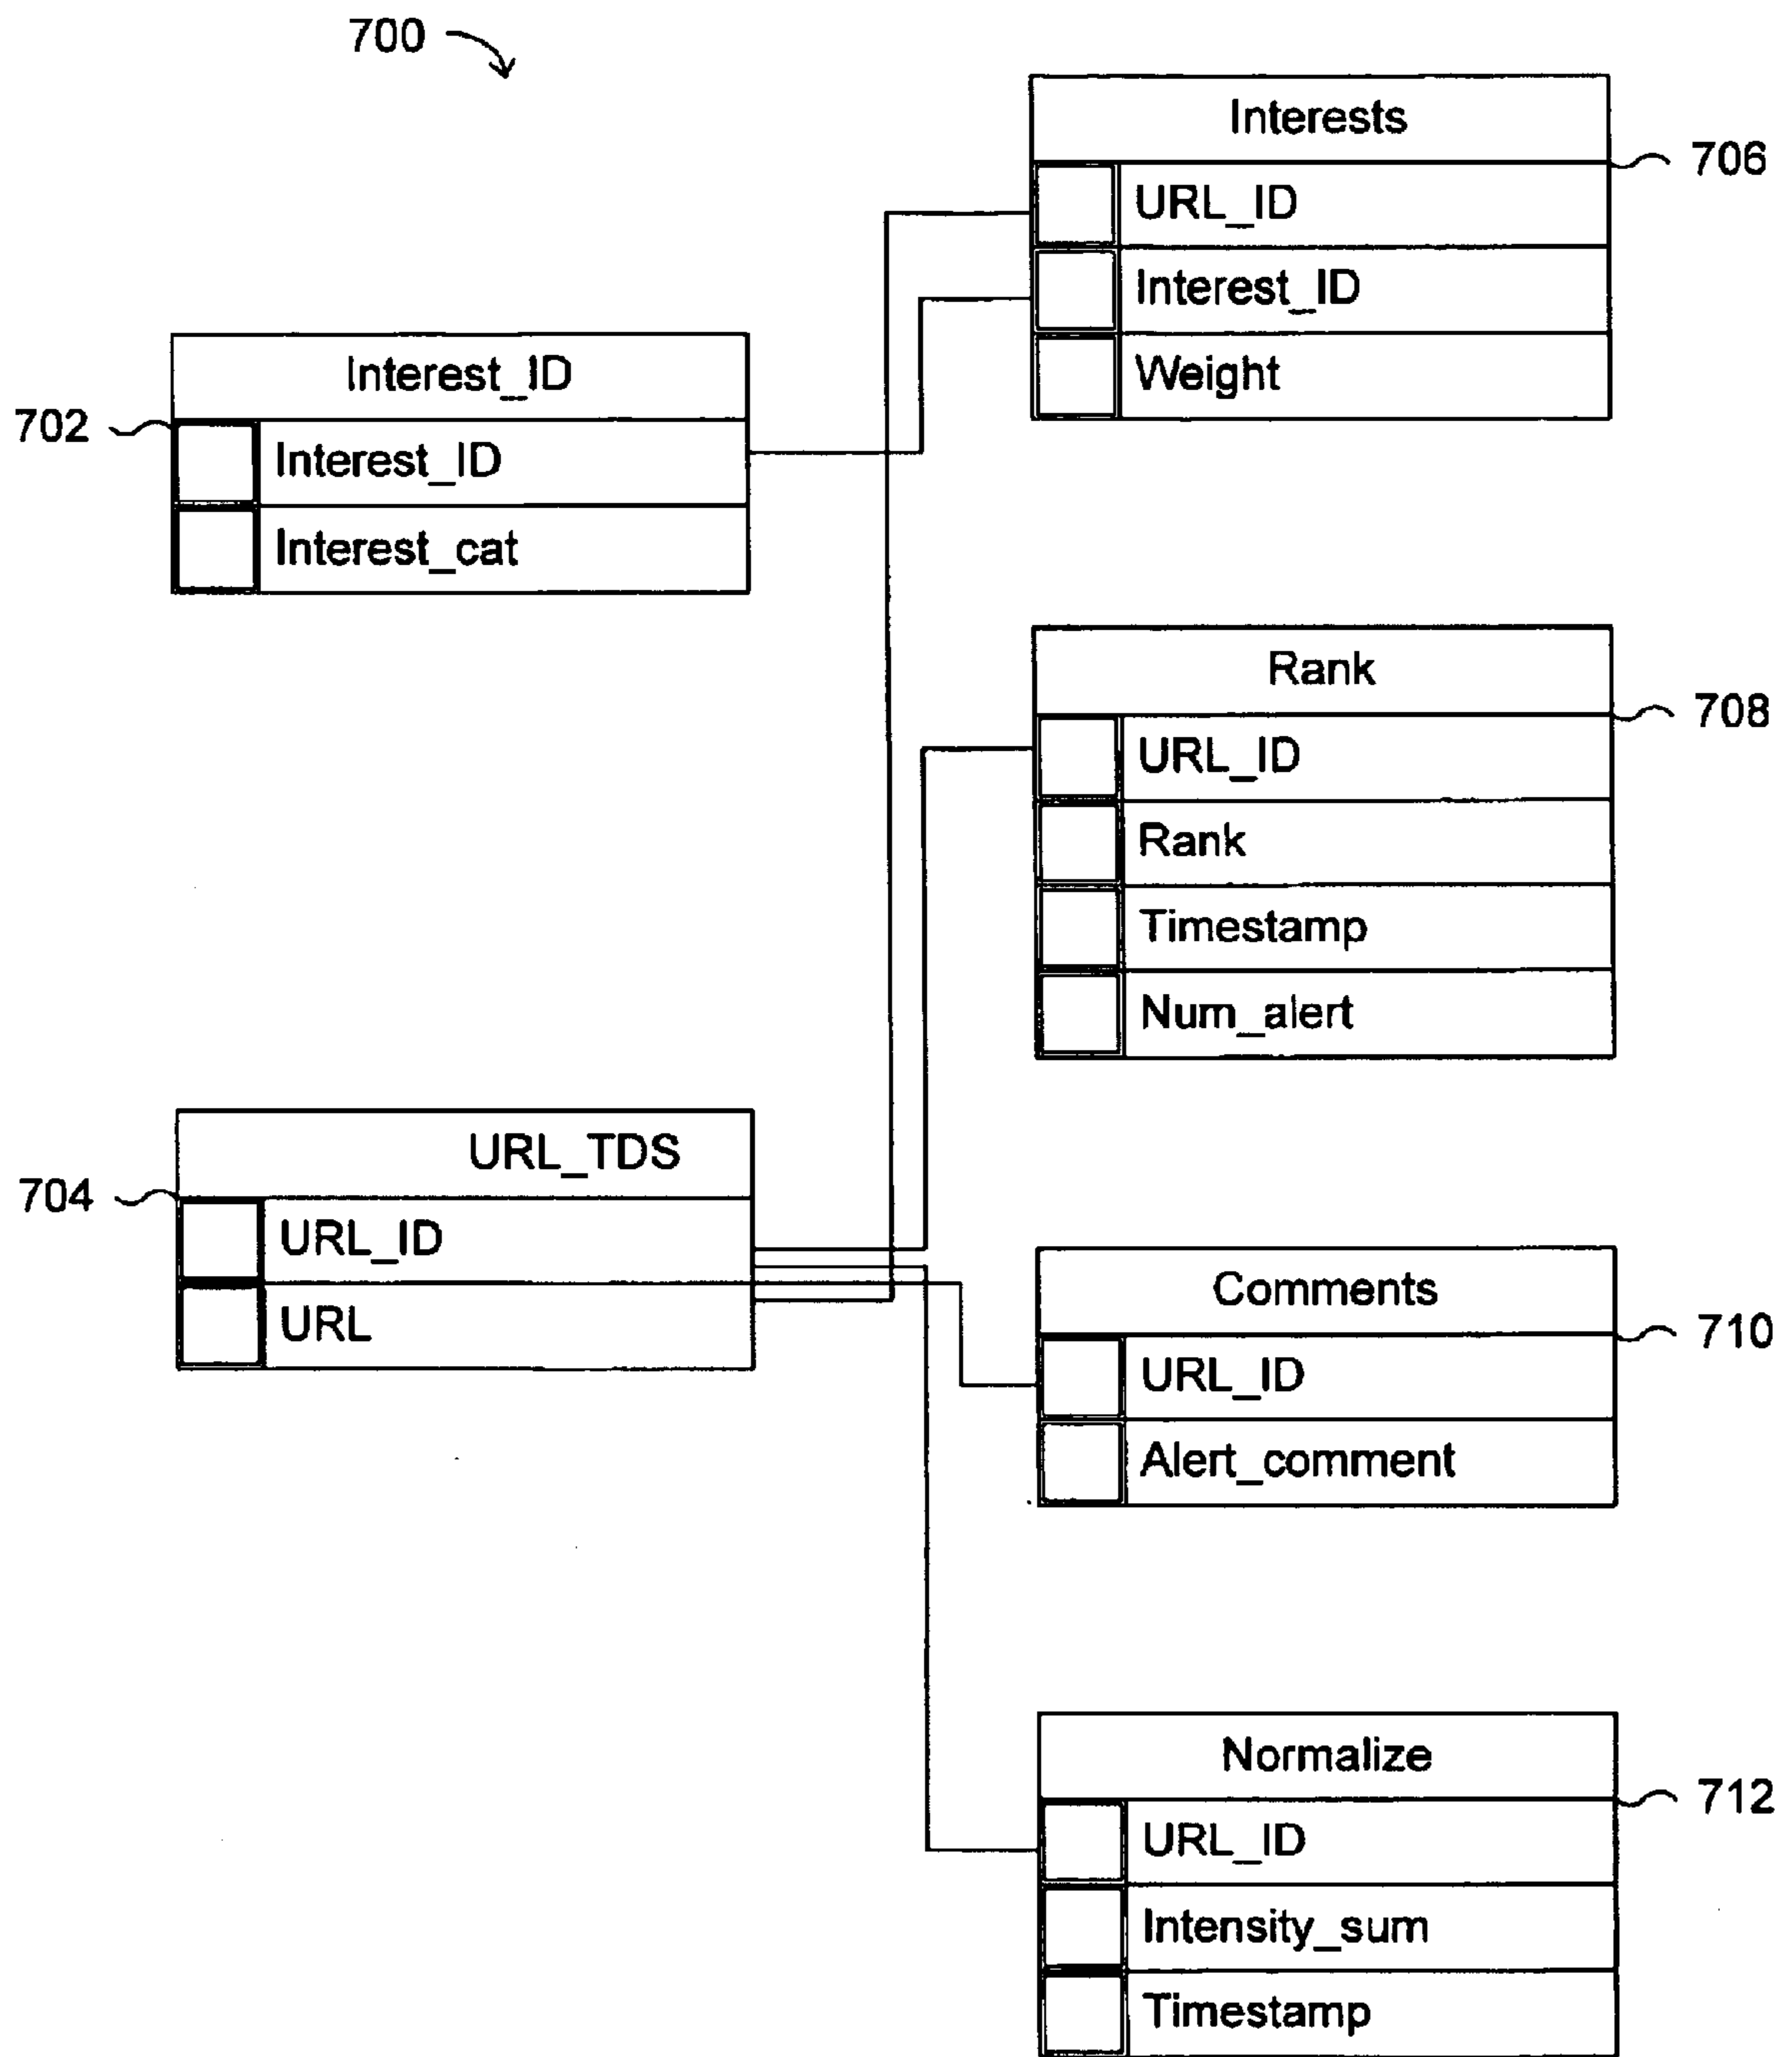 700
Interests
706
URL_ID
Interest_ID
Weight
Interest_ID
702
Interest_ID
Interest_cat
Rank
708
URL_ID
Rank
Timestamp
Num_alert
URL_TDS
704
URL_ID
URL
Comments
710
URL_ID
Alert_comment
Normalize
712
URL_ID
Intensity_sum
Timestamp